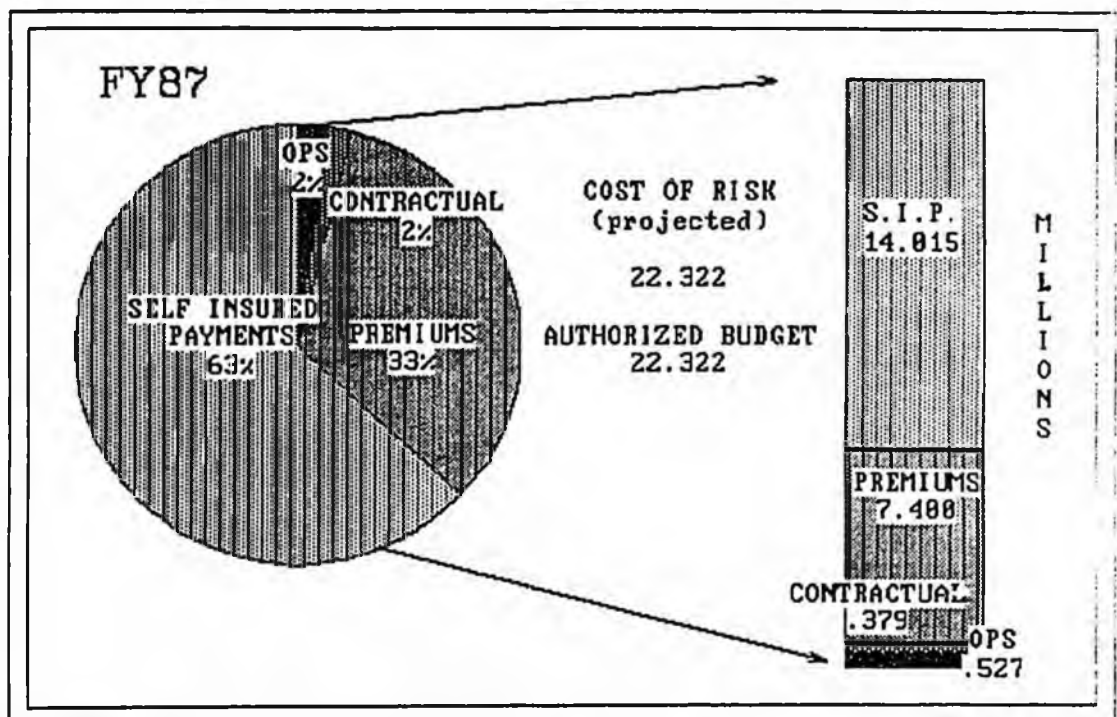 FY87
OPS
2%
CONTRACTUAL
2%
SELF INSURED
PAYMENTS
63%
PREMIUMS
33%
COST OF RISK
(projected)
22.322
AUTHORIZED BUDGET
22.322
S.I.P.
14.015
PREMIUMS
7.400
CONTRACTUAL
.379
OPS
.527
MILLIONS